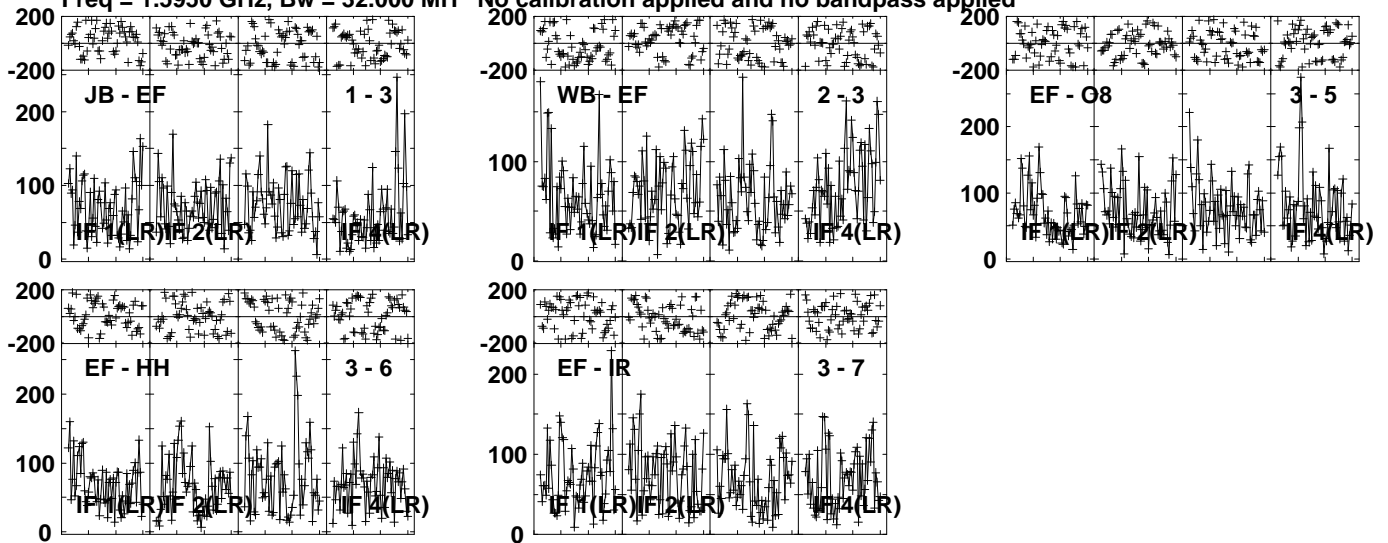 Freq = 1.5950 GHz, Bw = 32.000 MH No calibration applied and no bandpass applied
200
-200
JB - EF 1 - 3
200
100
0
IF 1(LR) IF 2(LR) IF 4(LR)
200
-200
WB - EF 2 - 3
100
0
IF 1(LR) IF 2(LR) IF 4(LR)
200
-200
EF - O8 3 - 5
200
100
0
IF 1(LR) IF 2(LR) IF 4(LR)
200
-200
EF - HH 3 - 6
200
100
0
IF 1(LR) IF 2(LR) IF 4(LR)
200
-200
EF - IR 3 - 7
200
100
0
IF 1(LR) IF 2(LR) IF 4(LR)